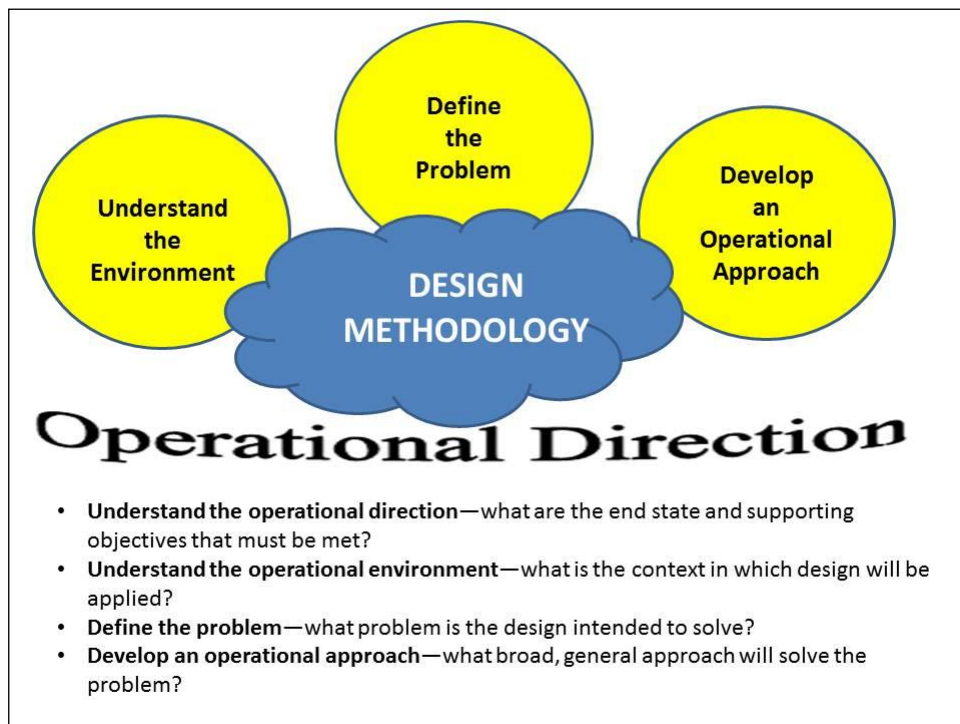 Define
the
Problem
Understand
the
Environment
Develop
an
Operational
Approach
DESIGN
METHODOLOGY
Operational Direction
• Understand the operational direction—what are the end state and supporting
objectives that must be met?
• Understand the operational environment—what is the context in which design will be
applied?
• Define the problem—what problem is the design intended to solve?
• Develop an operational approach—what broad, general approach will solve the
problem?